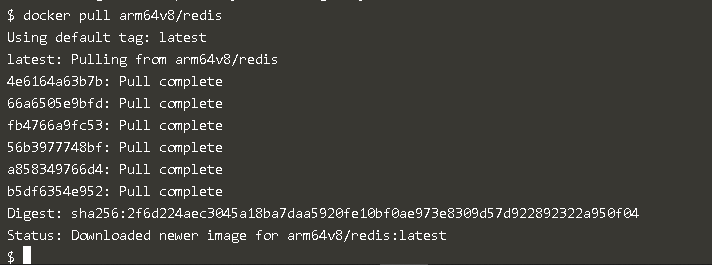 $ docker pull arm64v8/redis
Using default tag: latest
latest: Pulling from arm64v8/redis
4e6164a63b7b: Pull complete
66a6505e9bfd: Pull complete
fb4766a9fc53: Pull complete
56b3977748bf: Pull complete
a858349766d4: Pull complete
b5df6354e952: Pull complete
Digest: sha256:2f6d224aec3045a18ba7daa5920fe10bf0ae973e8309d57d922892322a950f04
Status: Downloaded newer image for arm64v8/redis:latest
$